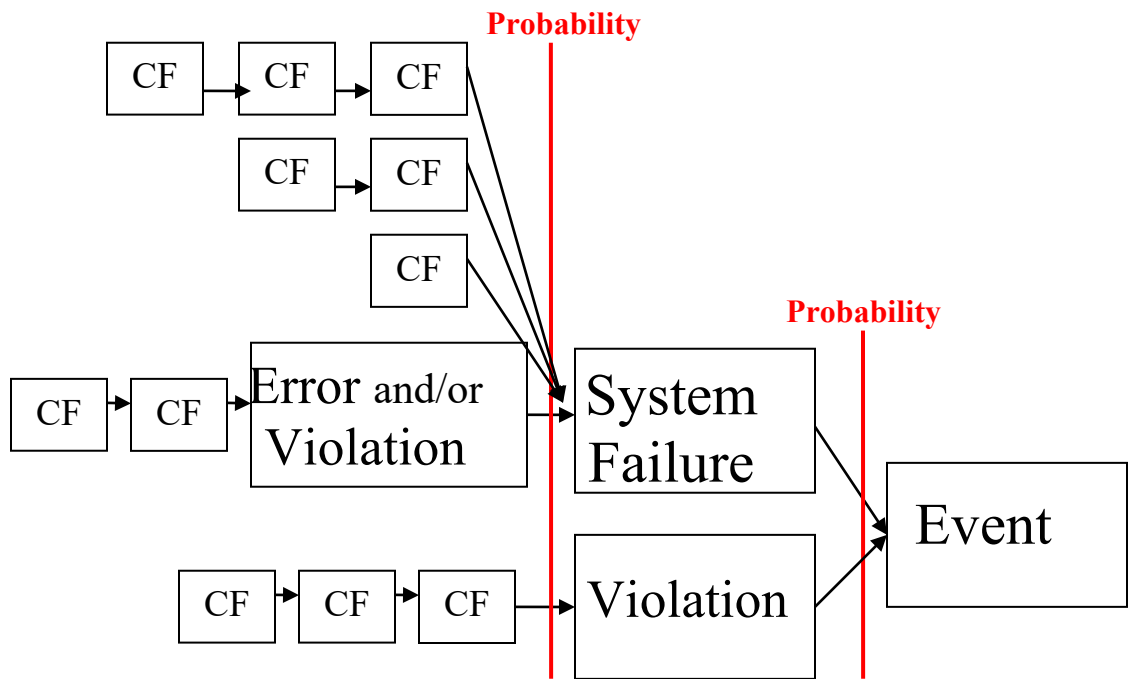 Probability
CF CF CF
CF CF
CF
Probability
Error and/or
Violation
System
Failure
CF CF
Event
Violation
CF CF CF